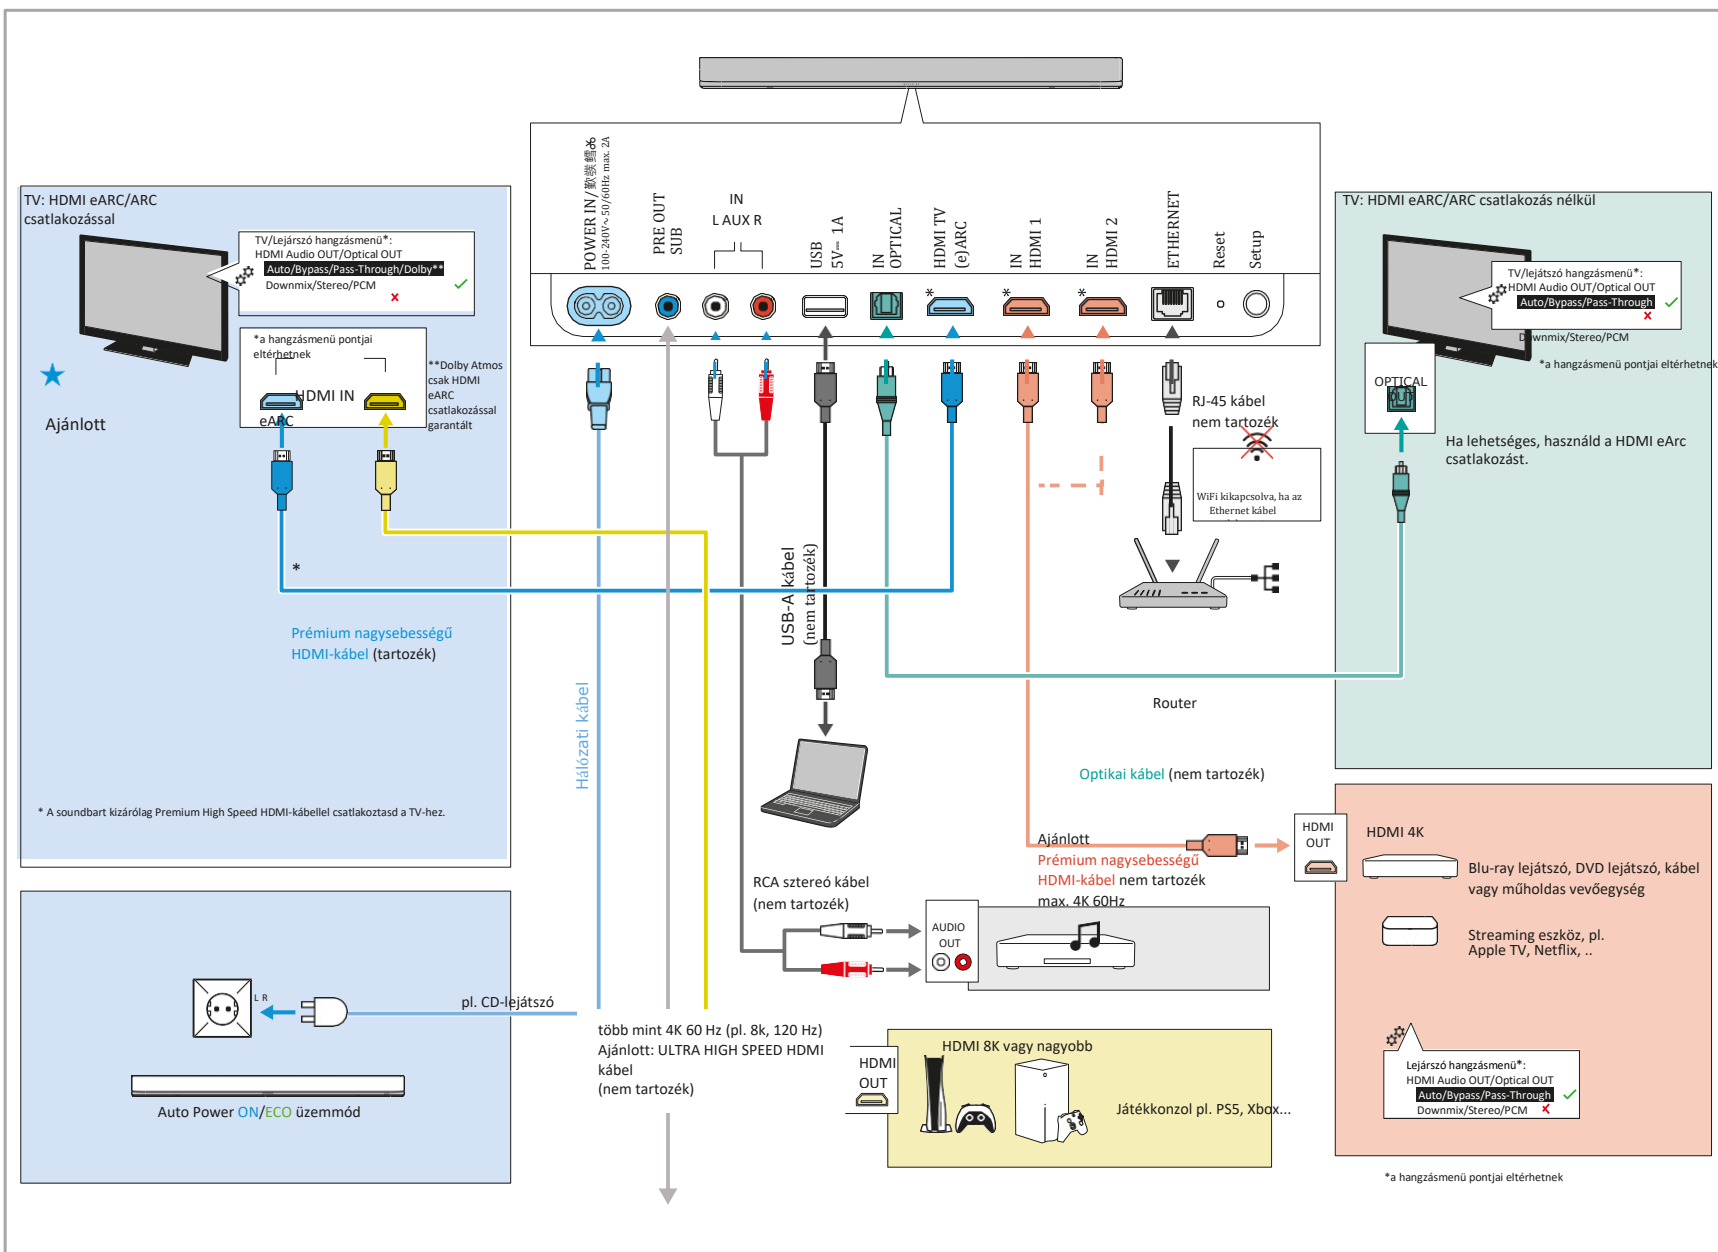 POWER IN/
100-240V~ 50/60Hz max. 2A
PRE OUT
SUB
IN
L AUX R
USB
5V⎓ 1A
IN
OPTICAL
HDMI TV
(e)ARC
IN
HDMI 1
IN
HDMI 2
ETHERNET
Reset
Setup
*
*
*
TV: HDMI eARC/ARC
csatlakozással
TV/Lejárszó hangzásmenü*:
HDMI Audio OUT/Optical OUT
Auto/Bypass/Pass-Through/Dolby**
Downmix/Stereo/PCM
*a hangzásmenü pontjai
eltérhetnek
HDMI IN
eARC
**Dolby Atmos
csak HDMI
eARC
csatlakozással
garantált
Ajánlott
*
Prémium nagysebességű
HDMI-kábel (tartozék)
* A soundbart kizárólag Premium High Speed HDMI-kábellel csatlakoztasd a TV-hez.
TV: HDMI eARC/ARC csatlakozás nélkül
TV/lejátszó hangzásmenü*:
HDMI Audio OUT/Optical OUT
Auto/Bypass/Pass-Through
Downmix/Stereo/PCM
*a hangzásmenü pontjai eltérhetnek
OPTICAL
OUT
Ha lehetséges, használd a HDMI eArc
csatlakozást.
RJ-45 kábel
nem tartozék
WiFi kikapcsolva, ha az
Ethernet kábel
Router
USB-A kábel
(nem tartozék)
Hálózati kábel
Optikai kábel (nem tartozék)
Ajánlott
Prémium nagysebességű
HDMI-kábel nem tartozék
max. 4K 60Hz
RCA sztereó kábel
(nem tartozék)
AUDIO
OUT
HDMI
OUT
HDMI 4K
Blu-ray lejátszó, DVD lejátszó, kábel
vagy műholdas vevőegység
Streaming eszköz, pl.
Apple TV, Netflix, ..
Lejárszó hangzásmenü*:
HDMI Audio OUT/Optical OUT
Auto/Bypass/Pass-Through
Downmix/Stereo/PCM
*a hangzásmenü pontjai eltérhetnek
L R
pl. CD-lejátszó
Auto Power ON/ECO üzemmód
több mint 4K 60 Hz (pl. 8k, 120 Hz)
Ajánlott: ULTRA HIGH SPEED HDMI
kábel
(nem tartozék)
HDMI
OUT
HDMI 8K vagy nagyobb
Játékkonzol pl. PS5, Xbox...